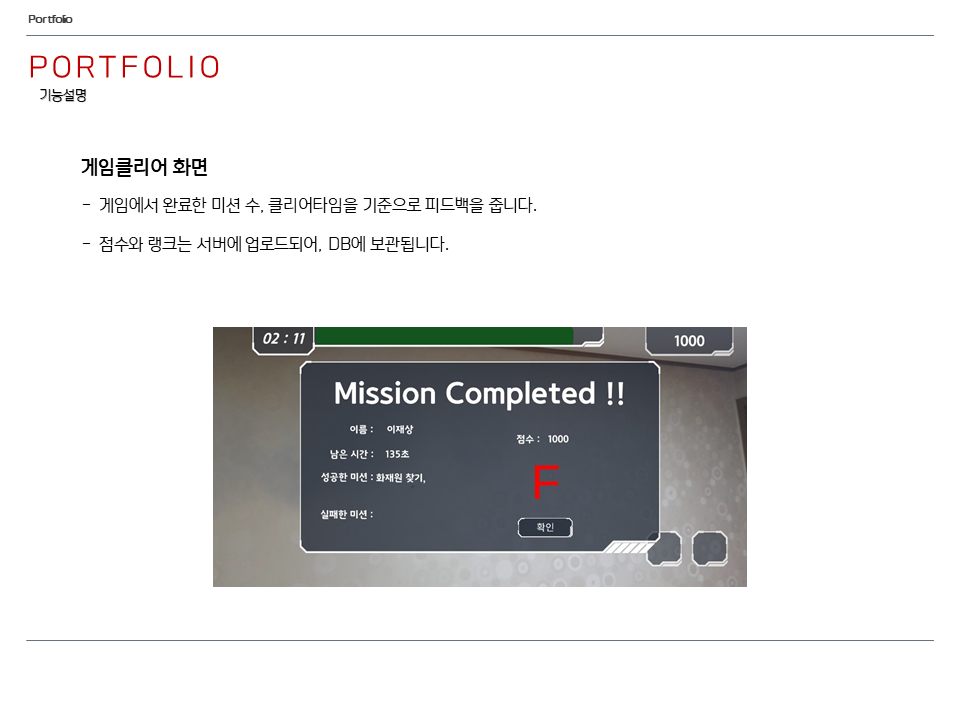 Portfolio
PORTFOLIO
기능설명
게임클리어 화면
- 게임에서 완료한 미션 수, 클리어타임을 기준으로 피드백을 줍니다.
- 점수와 랭크는 서버에 업로드되어, DB에 보관됩니다.
02 : 11
1000
Mission Completed !!
이름 : 이재상
점수 : 1000
남은 시간 : 135초
성공한 미션 : 화재원 찾기,
F
실패한 미션 :
확인